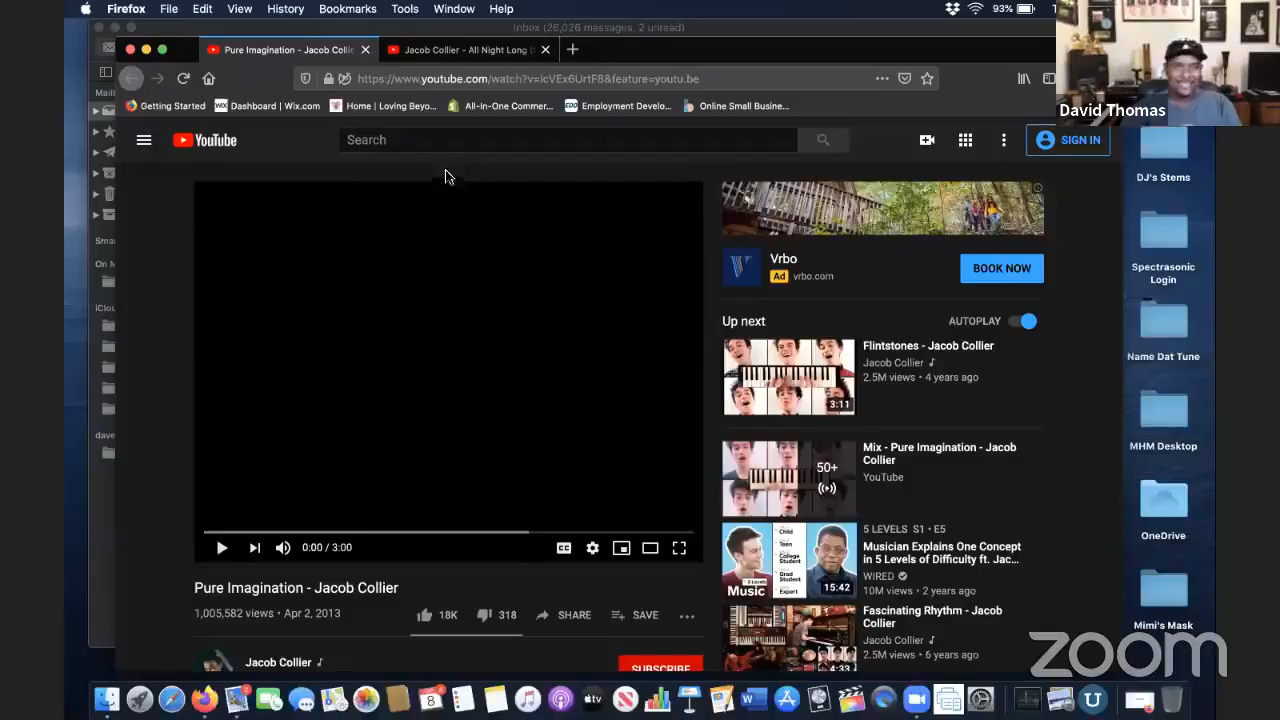 Firefox File Edit View History Bookmarks Tools Window Help
93%
Inbox (26,026 messages, 2 unread)
Pure Imagination - Jacob Collie
Jacob Collier - All Night Long
https://www.youtube.com/watch?v=IcVEx6UrtF8&feature=youtu.be
Getting Started
WIX Dashboard | Wix.com
Home | Loving Beyo...
All-In-One Commer...
Employment Develo...
Online Small Busine...
David Thomas
YouTube
Search
SIGN IN
DJ's Stems
Vrbo
Ad vrbo.com
BOOK NOW
Spectrasonic
Login
Up next
AUTOPLAY
Flintstones - Jacob Collier
Jacob Collier
2.5M views • 4 years ago
3:11
Name Dat Tune
Mix - Pure Imagination - Jacob
Collier
YouTube
50+
MHM Desktop
5 LEVELS S1 • E5
Musician Explains One Concept
in 5 Levels of Difficulty ft. Jac...
WIRED
10M views • 2 years ago
Music
15:42
OneDrive
0:00 / 3:00
Pure Imagination - Jacob Collier
1,005,582 views • Apr 2, 2013
18K
318
SHARE
SAVE
Fascinating Rhythm - Jacob
Collier
Jacob Collier
2.5M views • 6 years ago
4:33
Mimi's Mask
Jacob Collier
SUBSCRIBE
zoom